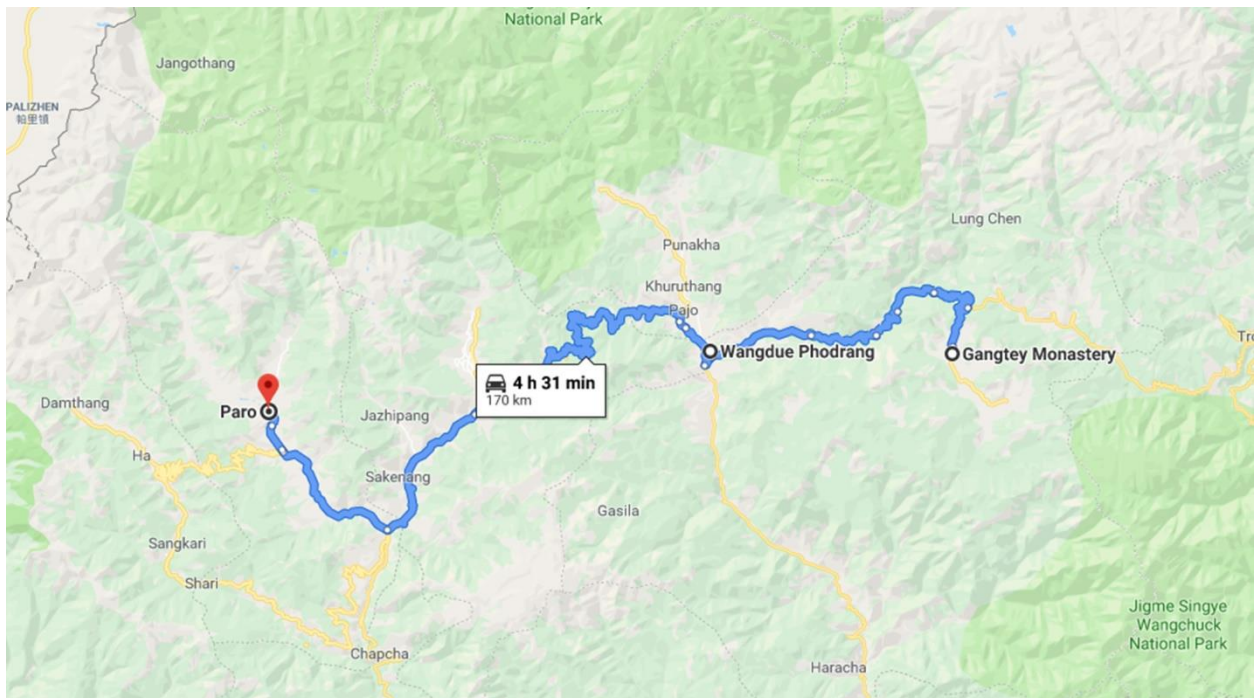 National Park
Jangothang
PALIZHEN
帕里镇
Lung Chen
Punakha
Khuruthang
Pajo
Wangdue Phodrang
Gangtey Monastery
4 h 31 min
170 km
Damthang
Paro
Jazhipang
Ha
Sakenang
Gasila
Sangkari
Shari
Jigme Singye
Wangchuck
National Park
Chapcha
Haracha